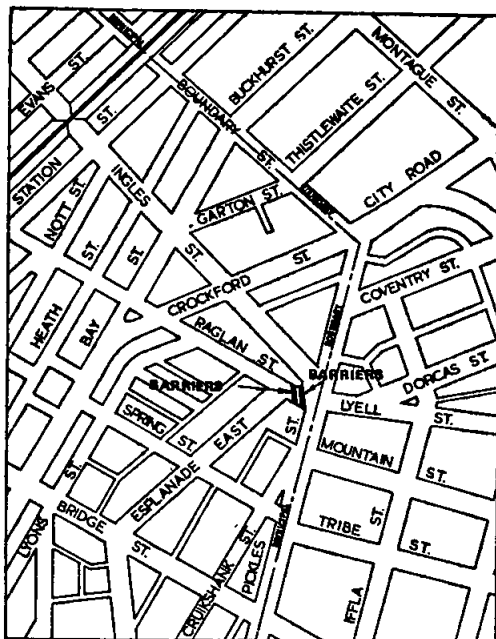 EVANS ST.
BUCKHURST ST.
MONTAGUE ST.
BOUNDARY ST.
THISTLEWAITE ST.
CITY ROAD
STATION ST.
INGLES ST.
NOTT ST.
GARTON ST.
COVENTRY ST.
CROCKFORD ST.
HEATH ST.
BAY ST.
RAGLAN ST.
BARRIERS
BARRIERS
DORCAS ST.
LYELL ST.
SPRING ST.
EAST
ESPLANADE
MOUNTAIN ST.
LYONS ST.
BRIDGE ST.
TRIBE ST.
CRUIKSHANK ST.
PICKLES ST.
IFFLA ST.